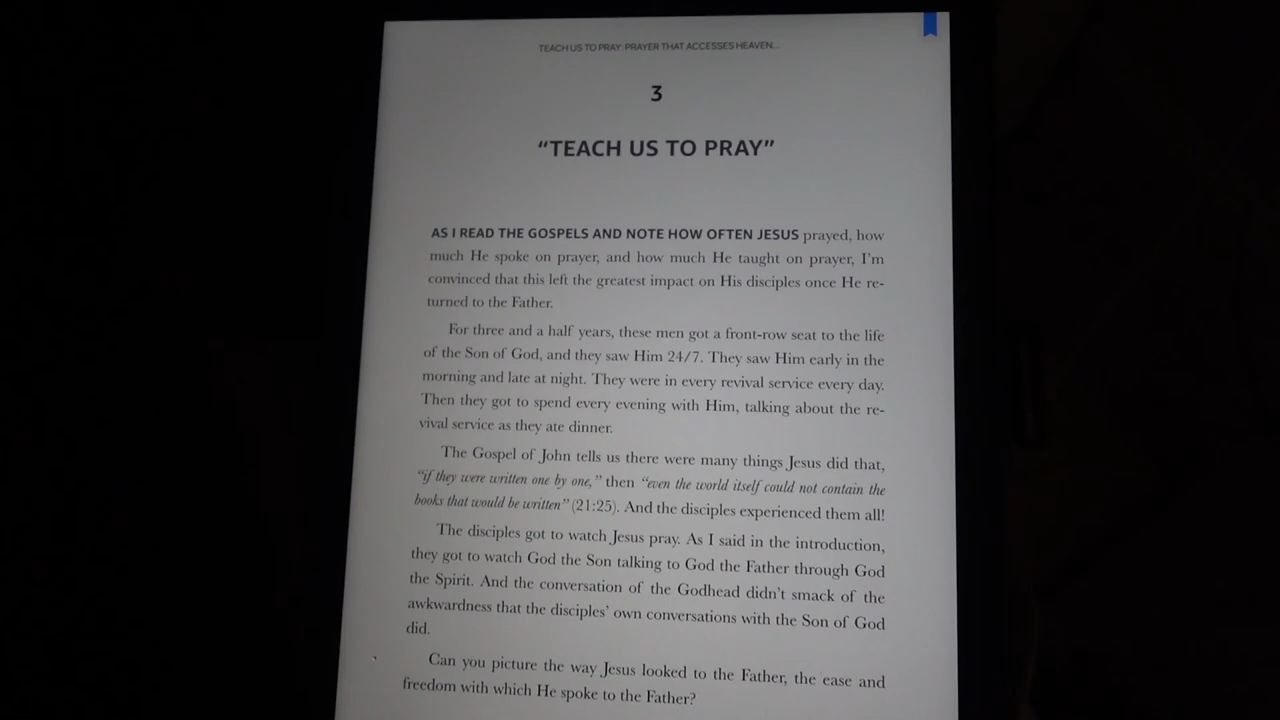 TEACH US TO PRAY: PRAYER THAT ACCESSES HEAVEN...
3
“TEACH US TO PRAY”
AS I READ THE GOSPELS AND NOTE HOW OFTEN JESUS prayed, how
much He spoke on prayer, and how much He taught on prayer, I’m
convinced that this left the greatest impact on His disciples once He re-
turned to the Father.
For three and a half years, these men got a front-row seat to the life
of the Son of God, and they saw Him 24/7. They saw Him early in the
morning and late at night. They were in every revival service every day.
Then they got to spend every evening with Him, talking about the re-
vival service as they ate dinner.
The Gospel of John tells us there were many things Jesus did that,
“if they were written one by one,” then “even the world itself could not contain the
books that would be written” (21:25). And the disciples experienced them all!
The disciples got to watch Jesus pray. As I said in the introduction,
they got to watch God the Son talking to God the Father through God
the Spirit. And the conversation of the Godhead didn’t smack of the
awkwardness that the disciples’ own conversations with the Son of God
did.
Can you picture the way Jesus looked to the Father, the ease and
freedom with which He spoke to the Father?